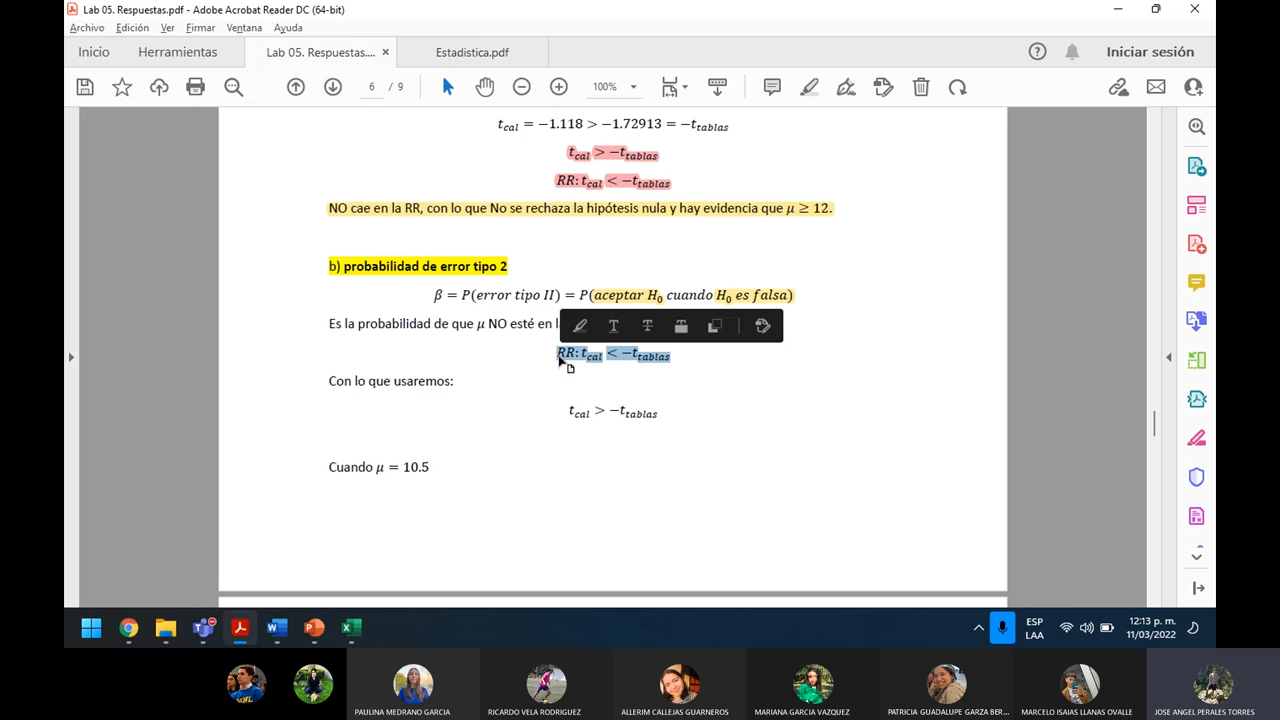 Lab 05. Respuestas.pdf - Adobe Acrobat Reader DC (64-bit)
Archivo Edición Ver Firmar Ventana Ayuda
Inicio Herramientas Lab 05. Respuestas.... × Estadistica.pdf Iniciar sesión
6 / 9 100%
t_cal = −1.118 > −1.72913 = −t_tablas
t_cal > −t_tablas
RR: t_cal < −t_tablas
NO cae en la RR, con lo que No se rechaza la hipótesis nula y hay evidencia que μ ≥ 12.
b) probabilidad de error tipo 2
β = P(error tipo II) = P(aceptar H_0 cuando H_0 es falsa)
Es la probabilidad de que μ NO esté en l
RR: t_cal < −t_tablas
Con lo que usaremos:
t_cal > −t_tablas
Cuando μ = 10.5
ESP
LAA
12:13 p. m.
11/03/2022
PAULINA MEDRANO GARCIA RICARDO VELA RODRIGUEZ ALLERIM CALLEJAS GUARNEROS MARIANA GARCIA VAZQUEZ PATRICIA GUADALUPE GARZA BER... MARCELO ISAIAS LLANAS OVALLE JOSE ANGEL PERALES TORRES